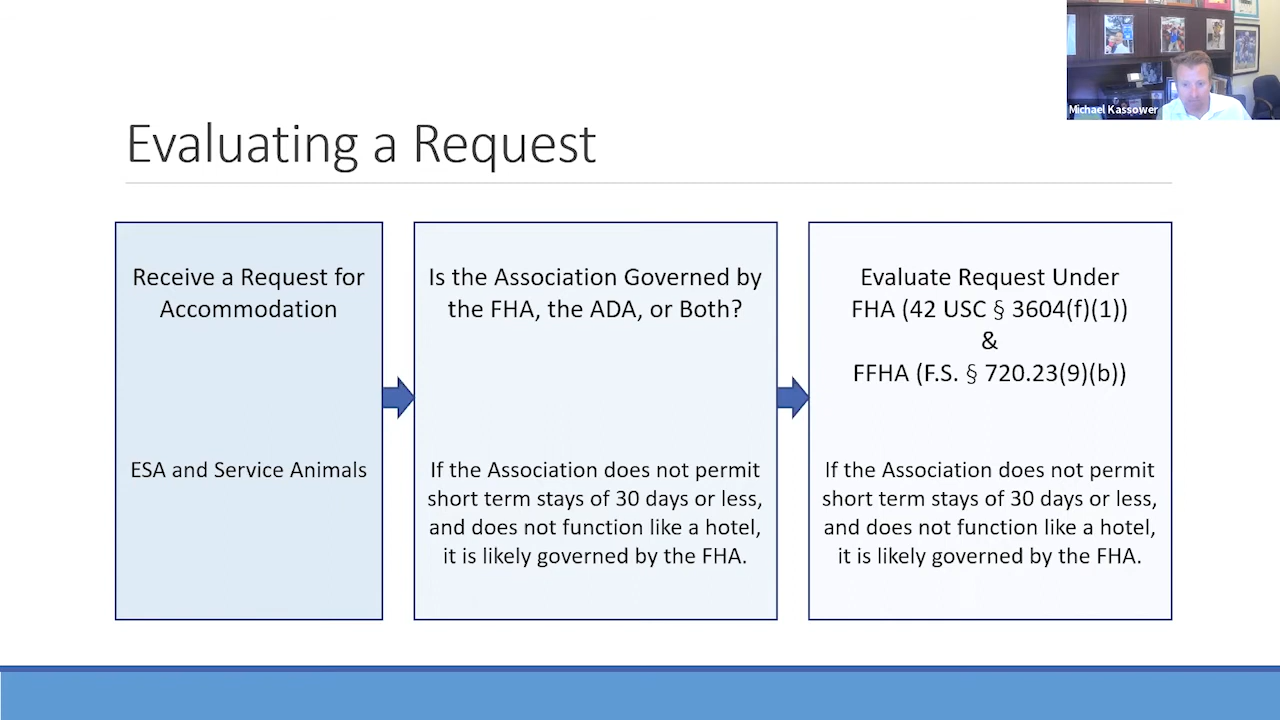 Michael Kassower
Evaluating a Request
Receive a Request for
Accommodation
ESA and Service Animals
Is the Association Governed by
the FHA, the ADA, or Both?
If the Association does not permit
short term stays of 30 days or less,
and does not function like a hotel,
it is likely governed by the FHA.
Evaluate Request Under
FHA (42 USC § 3604(f)(1))
&
FFHA (F.S. § 720.23(9)(b))
If the Association does not permit
short term stays of 30 days or less,
and does not function like a hotel,
it is likely governed by the FHA.